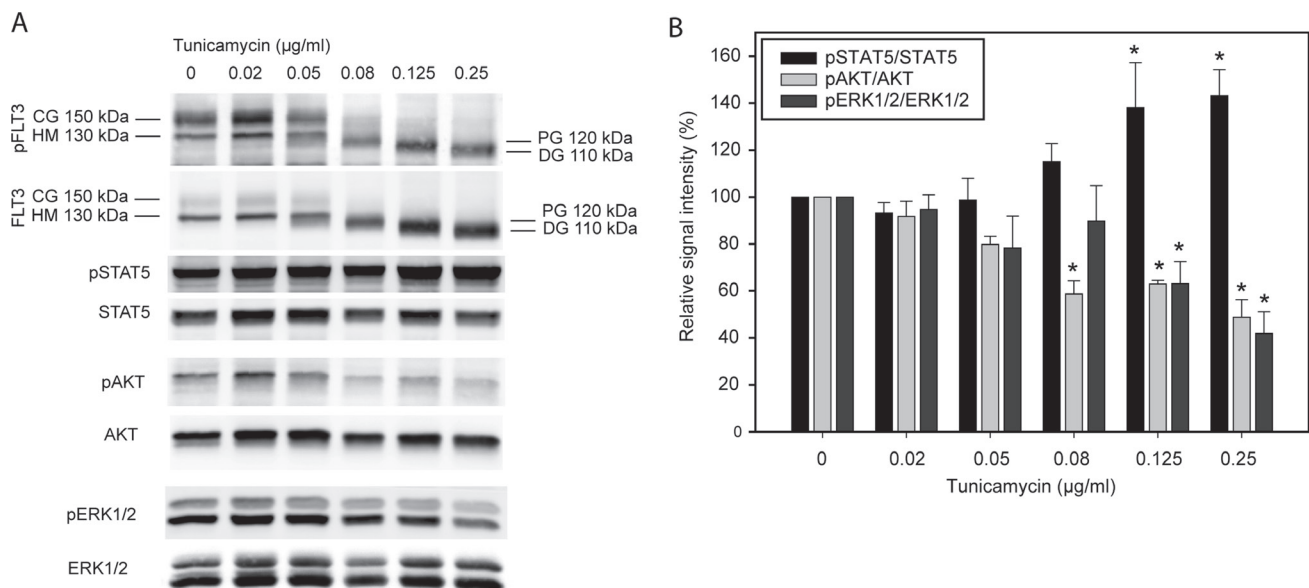 A
Tunicamycin (µg/ml)
0 0.02 0.05 0.08 0.125 0.25
pFLT3
CG 150 kDa
HM 130 kDa
PG 120 kDa
DG 110 kDa
FLT3
CG 150 kDa
HM 130 kDa
PG 120 kDa
DG 110 kDa
pSTAT5
STAT5
pAKT
AKT
pERK1/2
ERK1/2
B
pSTAT5/STAT5
pAKT/AKT
pERK1/2/ERK1/2
Relative signal intensity (%)
160
140
120
100
80
60
40
20
0
* * * * * * * 
0 0.02 0.05 0.08 0.125 0.25
Tunicamycin (µg/ml)